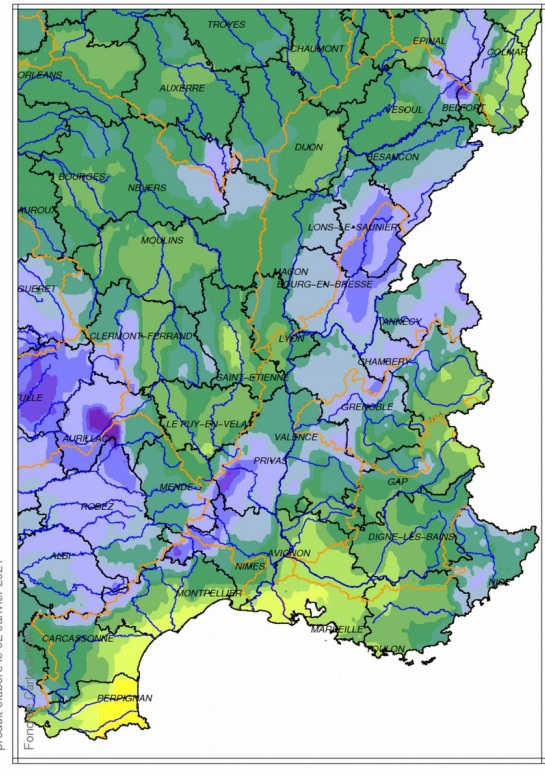 TROYES
CHAUMONT
EPINAL
COLMAR
ORLEANS
AUXERRE
VESOUL
BELFORT
DIJON
BESANCON
BOURGES
NEVERS
LONS-LE-SAUNIER
MOULINS
MACON
BOURG-EN-BRESSE
GUERET
ANNECY
CLERMONT-FERRAND
LYON
CHAMBERY
SAINT-ETIENNE
GRENOBLE
LE PUY-EN-VELAY
AURILLAC
VALENCE
PRIVAS
MENDE
GAP
RODEZ
DIGNE-LES-BAINS
ALBI
AVIGNON
NIMES
MONTPELLIER
MARSEILLE
CARCASSONNE
TOULON
PERPIGNAN